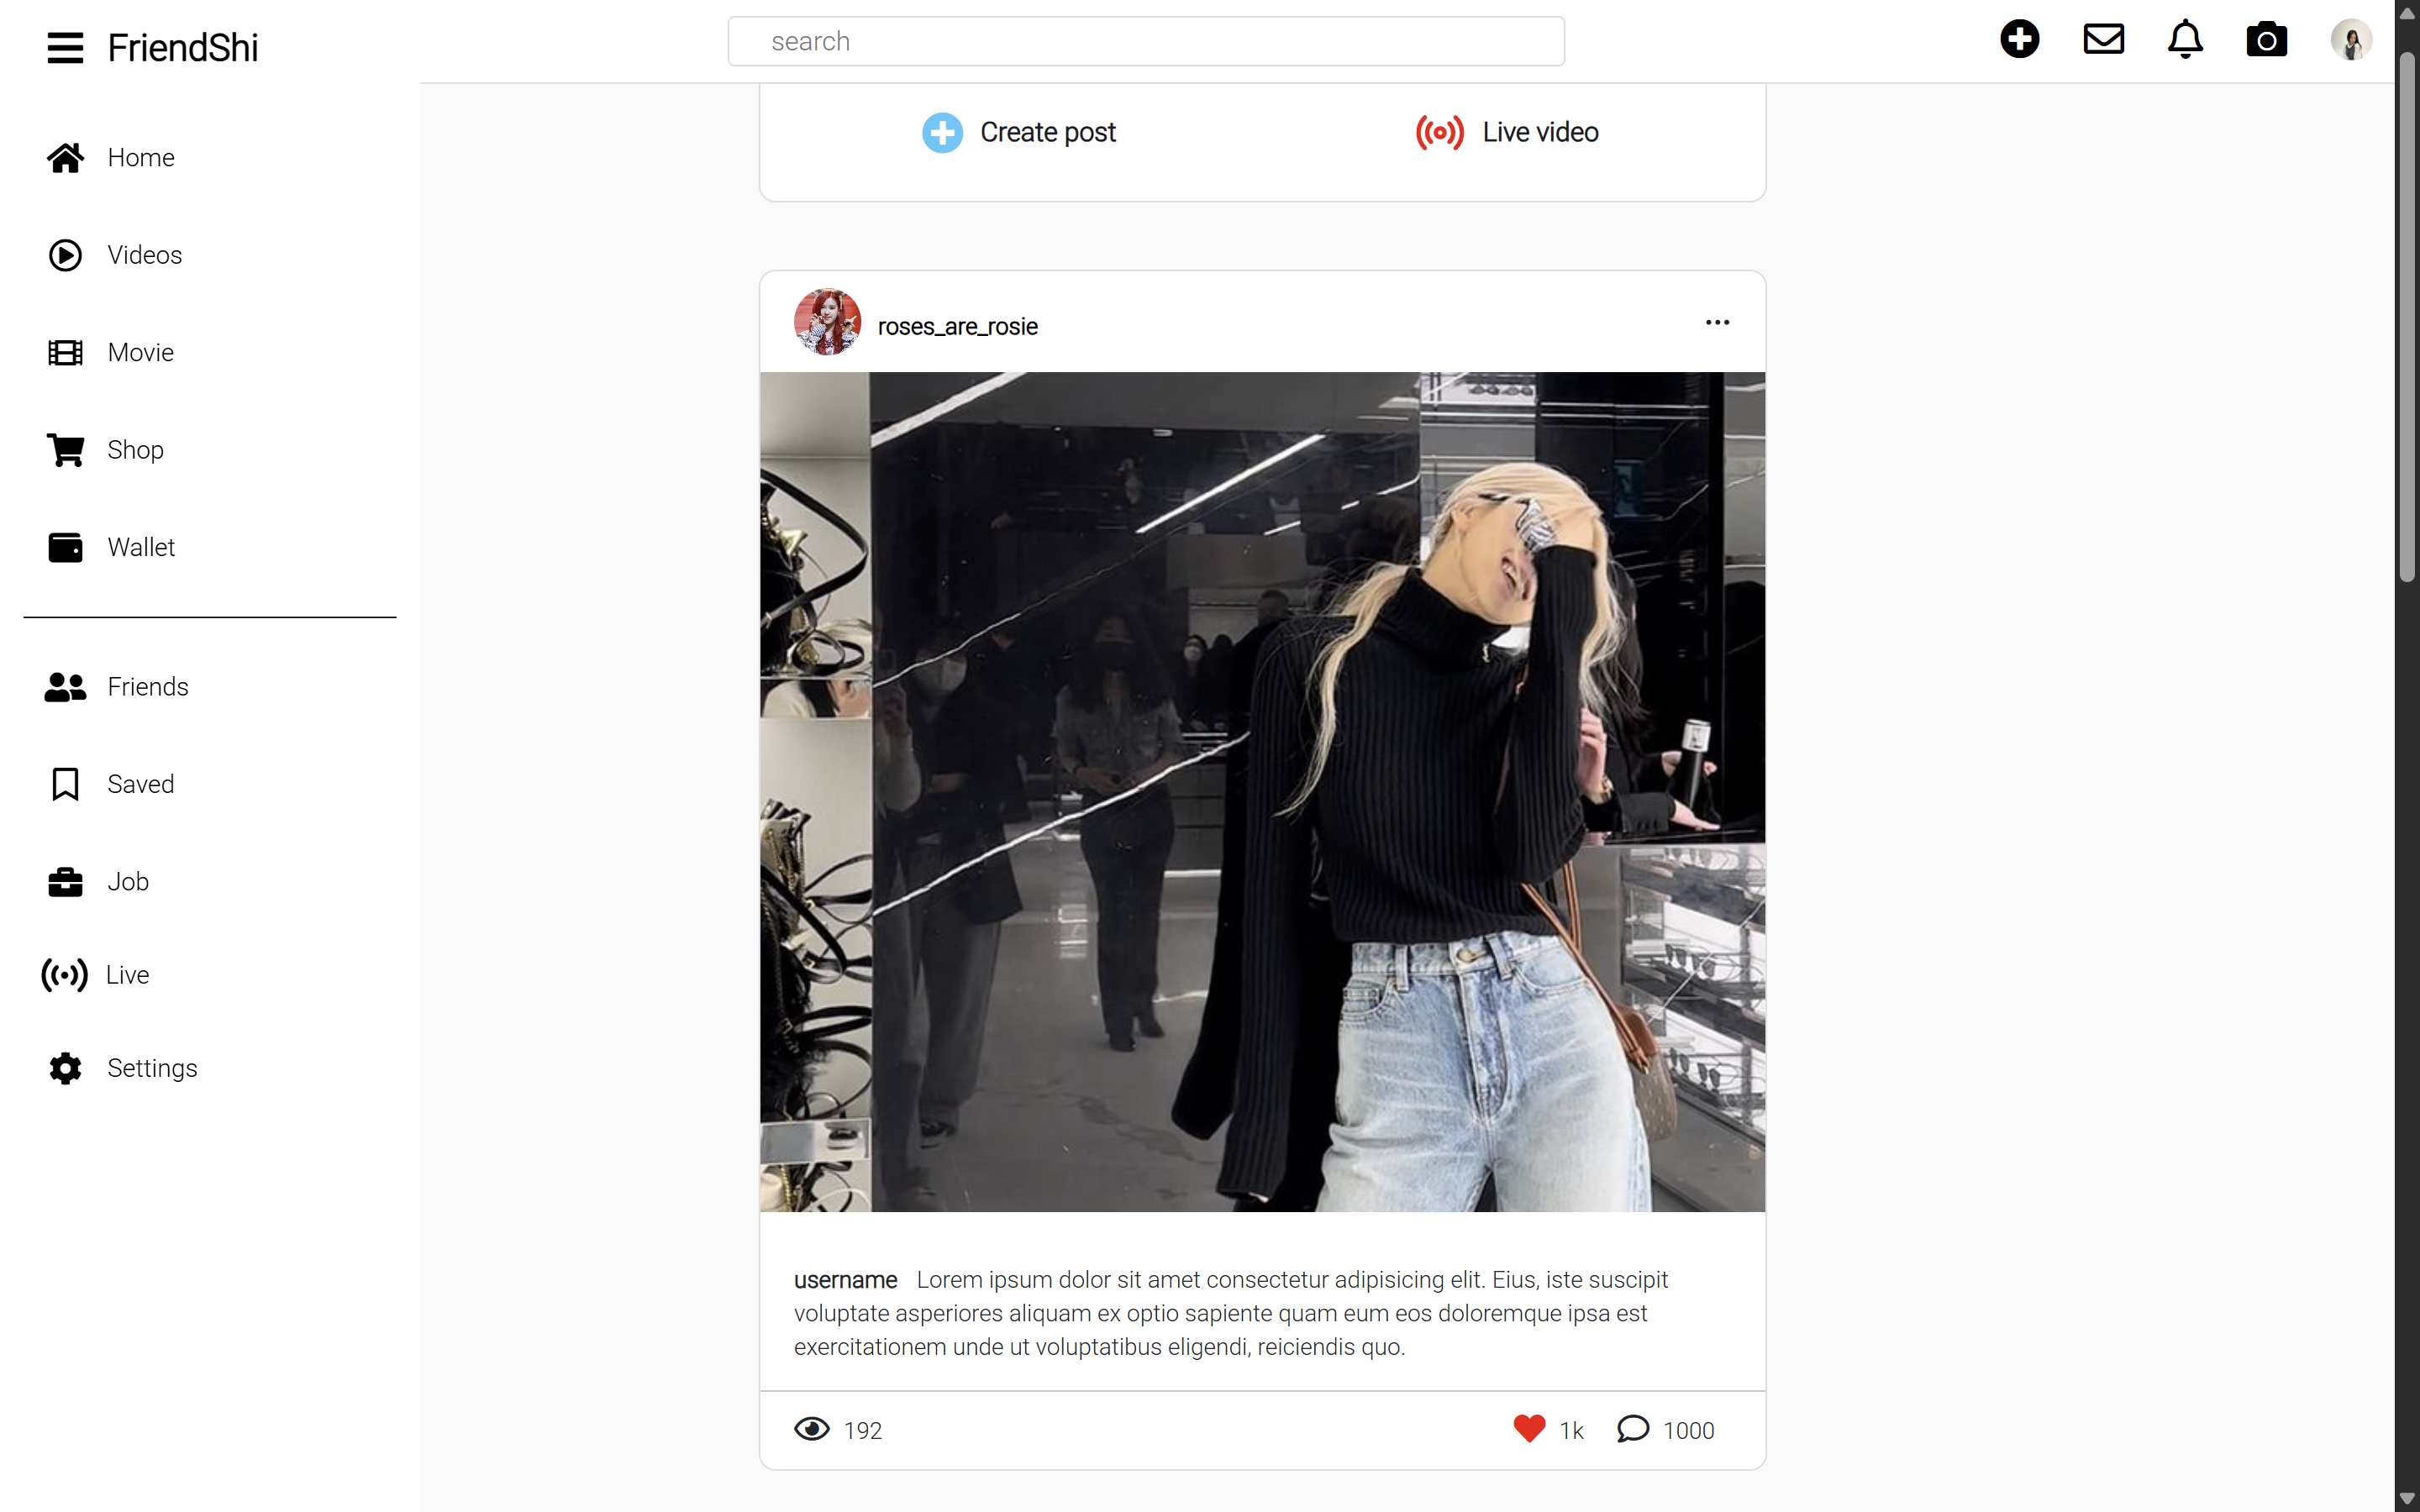 FriendShi
search
Home
Videos
Movie
Shop
Wallet
Friends
Saved
Job
Live
Settings
Create post
Live video
roses_are_rosie
username Lorem ipsum dolor sit amet consectetur adipisicing elit. Eius, iste suscipit
voluptate asperiores aliquam ex optio sapiente quam eum eos doloremque ipsa est
exercitationem unde ut voluptatibus eligendi, reiciendis quo.
192
1k
1000